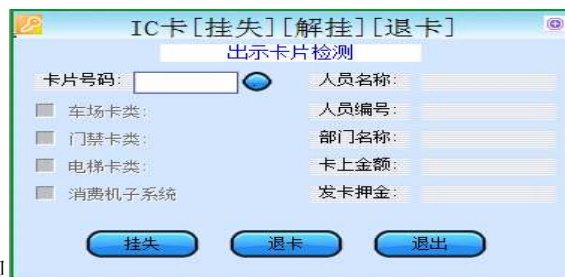 IC卡[挂失][解挂][退卡]
出示卡片检测
卡片号码: 人员名称:
车场卡类: 人员编号:
门禁卡类: 部门名称:
电梯卡类: 卡上金额:
消费机子系统 发卡押金:
挂失 退卡 退出
]